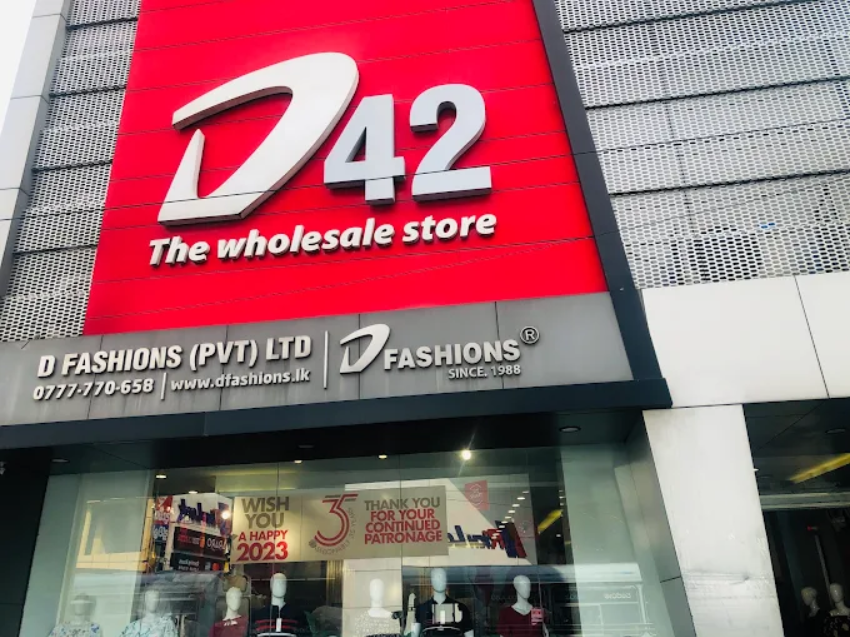 D42
The wholesale store
D FASHIONS (PVT) LTD
0777-770-658 | www.dfashions.lk
D FASHIONS®
SINCE. 1988
WISH
YOU
A HAPPY
2023
35
THANK YOU
FOR YOUR
CONTINUED
PATRONAGE